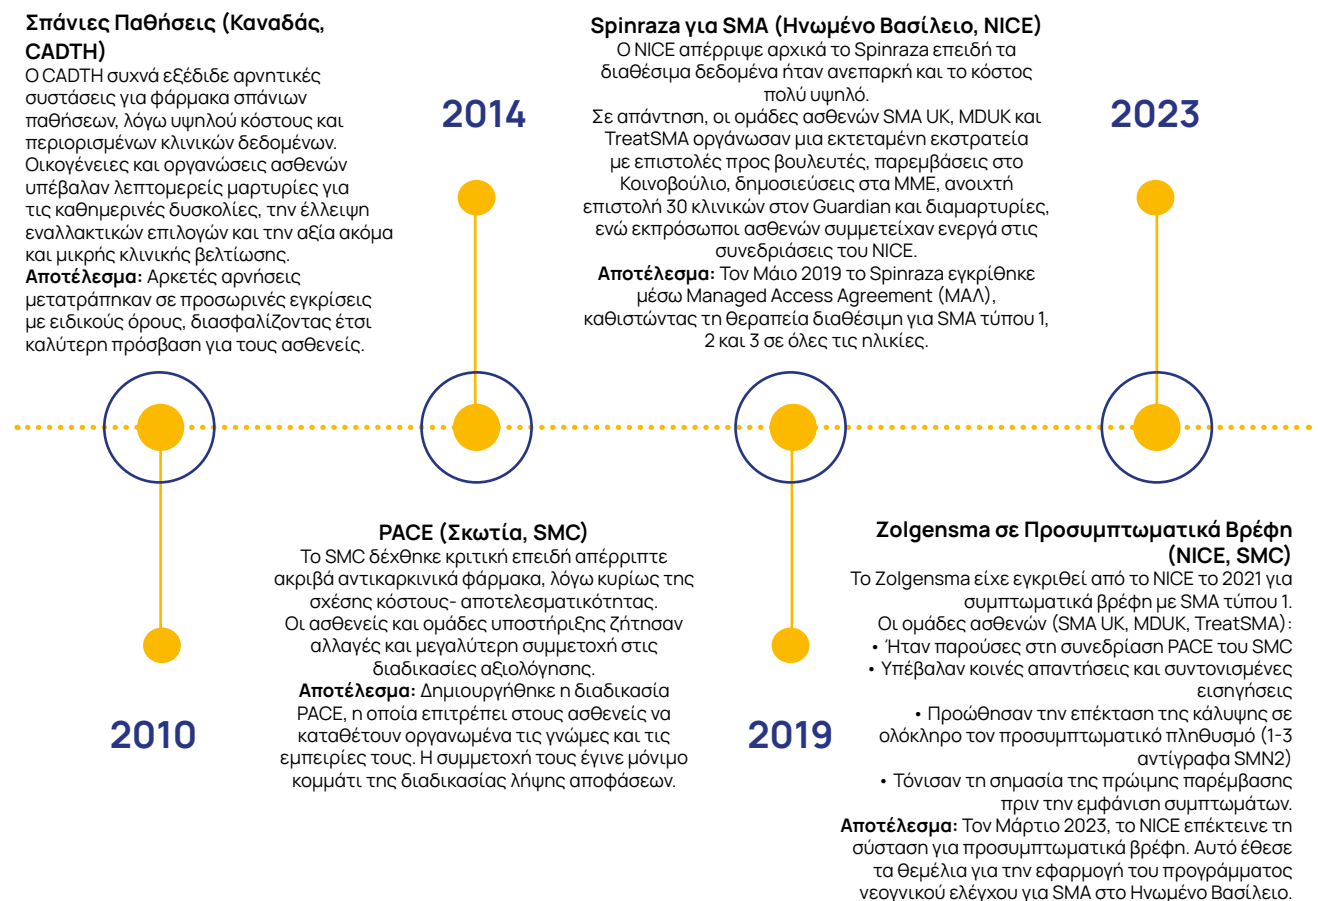 Σπάνιες Παθήσεις (Καναδάς,
CADTH)
Ο CADTH συχνά εξέδιδε αρνητικές
συστάσεις για φάρμακα σπάνιων
παθήσεων, λόγω υψηλού κόστους και
περιορισμένων κλινικών δεδομένων.
Οικογένειες και οργανώσεις ασθενών
υπέβαλαν λεπτομερείς μαρτυρίες για
τις καθημερινές δυσκολίες, την έλλειψη
εναλλακτικών επιλογών και την αξία ακόμα
και μικρής κλινικής βελτίωσης.
Αποτέλεσμα: Αρκετές αρνήσεις
μετατράπηκαν σε προσωρινές εγκρίσεις
με ειδικούς όρους, διασφαλίζοντας έτσι
καλύτερη πρόσβαση για τους ασθενείς.
2010
2014
PACE (Σκωτία, SMC)
Το SMC δέχθηκε κριτική επειδή απέρριπτε
ακριβά αντικαρκινικά φάρμακα, λόγω κυρίως της
σχέσης κόστους- αποτελεσματικότητας.
Οι ασθενείς και ομάδες υποστήριξης ζήτησαν
αλλαγές και μεγαλύτερη συμμετοχή στις
διαδικασίες αξιολόγησης.
Αποτέλεσμα: Δημιουργήθηκε η διαδικασία
PACE, η οποία επιτρέπει στους ασθενείς να
καταθέτουν οργανωμένα τις γνώμες και τις
εμπειρίες τους. Η συμμετοχή τους έγινε μόνιμο
κομμάτι της διαδικασίας λήψης αποφάσεων.
Spinraza για SMA (Ηνωμένο Βασίλειο, NICE)
Ο NICE απέρριψε αρχικά το Spinraza επειδή τα
διαθέσιμα δεδομένα ήταν ανεπαρκή και το κόστος
πολύ υψηλό.
Σε απάντηση, οι ομάδες ασθενών SMA UK, MDUK και
TreatSMA οργάνωσαν μια εκτεταμένη εκστρατεία
με επιστολές προς βουλευτές, παρεμβάσεις στο
Κοινοβούλιο, δημοσιεύσεις στα ΜΜΕ, ανοιχτή
επιστολή 30 κλινικών στον Guardian και διαμαρτυρίες,
ενώ εκπρόσωποι ασθενών συμμετείχαν ενεργά στις
συνεδριάσεις του NICE.
Αποτέλεσμα: Τον Μάιο 2019 το Spinraza εγκρίθηκε
μέσω Managed Access Agreement (ΜΑΛ),
καθιστώντας τη θεραπεία διαθέσιμη για SMA τύπου 1,
2 και 3 σε όλες τις ηλικίες.
2019
2023
Zolgensma σε Προσυμπτωματικά Βρέφη
(NICE, SMC)
Το Zolgensma είχε εγκριθεί από το NICE το 2021 για
συμπτωματικά βρέφη με SMA τύπου 1.
Οι ομάδες ασθενών (SMA UK, MDUK, TreatSMA):
• Ήταν παρούσες στη συνεδρίαση PACE του SMC
• Υπέβαλαν κοινές απαντήσεις και συντονισμένες
εισηγήσεις
• Προώθησαν την επέκταση της κάλυψης σε
ολόκληρο τον προσυμπτωματικό πληθυσμό (1-3
αντίγραφα SMN2)
• Τόνισαν τη σημασία της πρώιμης παρέμβασης
πριν την εμφάνιση συμπτωμάτων.
Αποτέλεσμα: Τον Μάρτιο 2023, το NICE επέκτεινε τη
σύσταση για προσυμπτωματικά βρέφη. Αυτό έθεσε
τα θεμέλια για την εφαρμογή του προγράμματος
νεογνικού ελέγχου για SMA στο Ηνωμένο Βασίλειο.